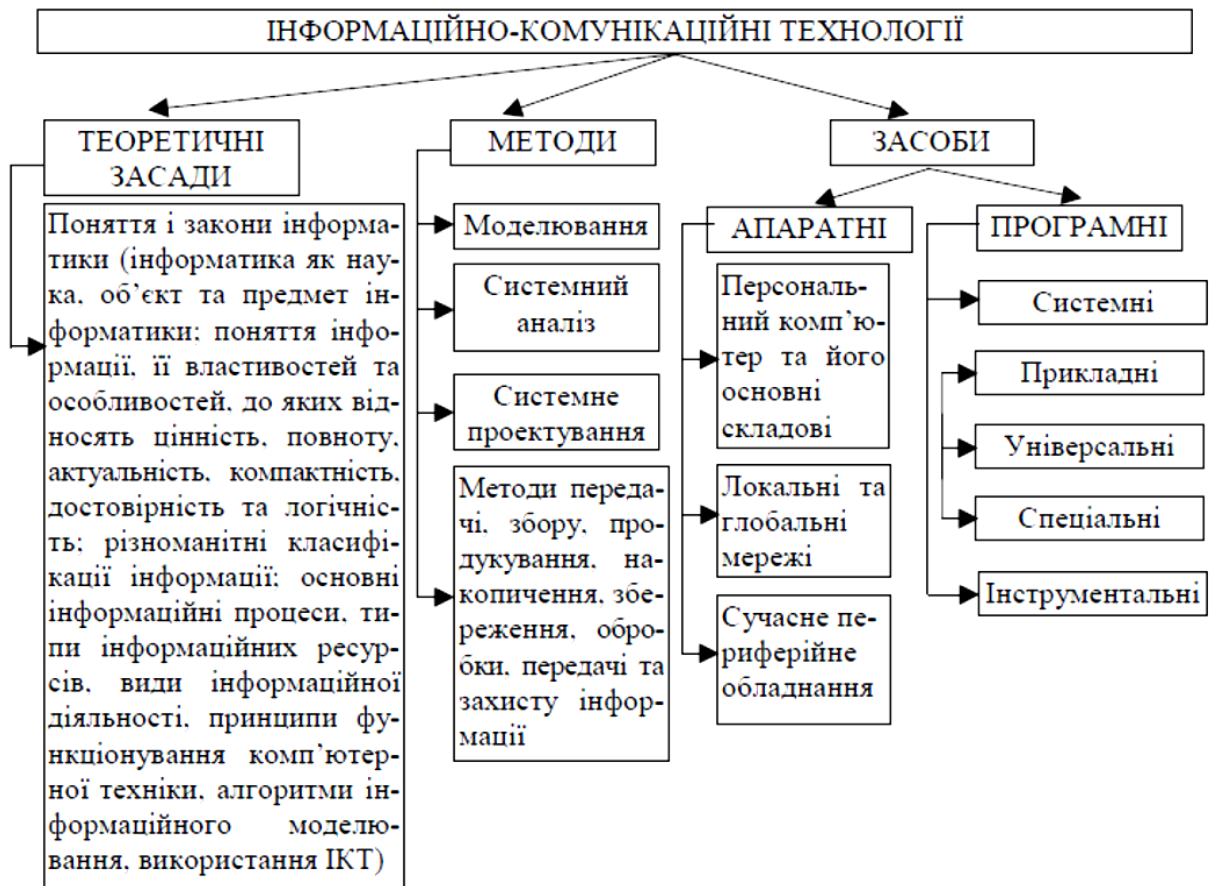 ІНФОРМАЦІЙНО-КОМУНІКАЦІЙНІ ТЕХНОЛОГІЇ
ТЕОРЕТИЧНІ
ЗАСАДИ
Поняття і закони інформа-
тики (інформатика як нау-
ка, об’єкт та предмет ін-
форматики; поняття інфо-
рмації, її властивостей та
особливостей, до яких від-
носять цінність, повноту,
актуальність, компактність,
достовірність та логічніс-
ть; різноманітні класифі-
кації інформації; основні
інформаційні процеси, ти-
пи інформаційних ресур-
сів, види інформаційної
діяльності, принципи фу-
нкціонування комп’ютер-
ної техніки, алгоритми ін-
формаційного моделю-
вання, використання ІКТ)
МЕТОДИ
Моделювання
Системний
аналіз
Системне
проектування
Методи переда-
чі, збору, про-
дукування, на-
копичення, збе-
реження, обро-
бки, передачі та
захисту інфор-
мації
ЗАСОБИ
АПАРАТНІ
Персональ-
ний комп’ю-
тер та його
основні
складові
Локальні та
глобальні
мережі
Сучасне пе-
риферійне
обладнання
ПРОГРАМНІ
Системні
Прикладні
Універсальні
Спеціальні
Інструментальні